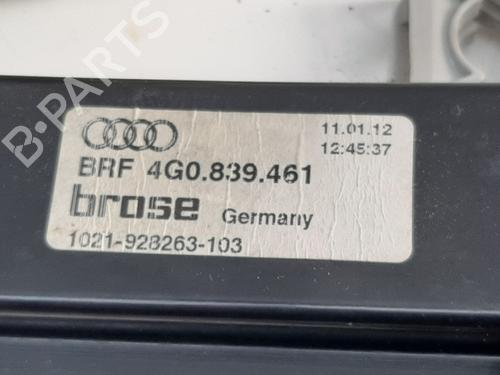 B-PARTS
11.01.12
12:45:37
BRF 4G0.839.461
brose Germany
1021-928263-103